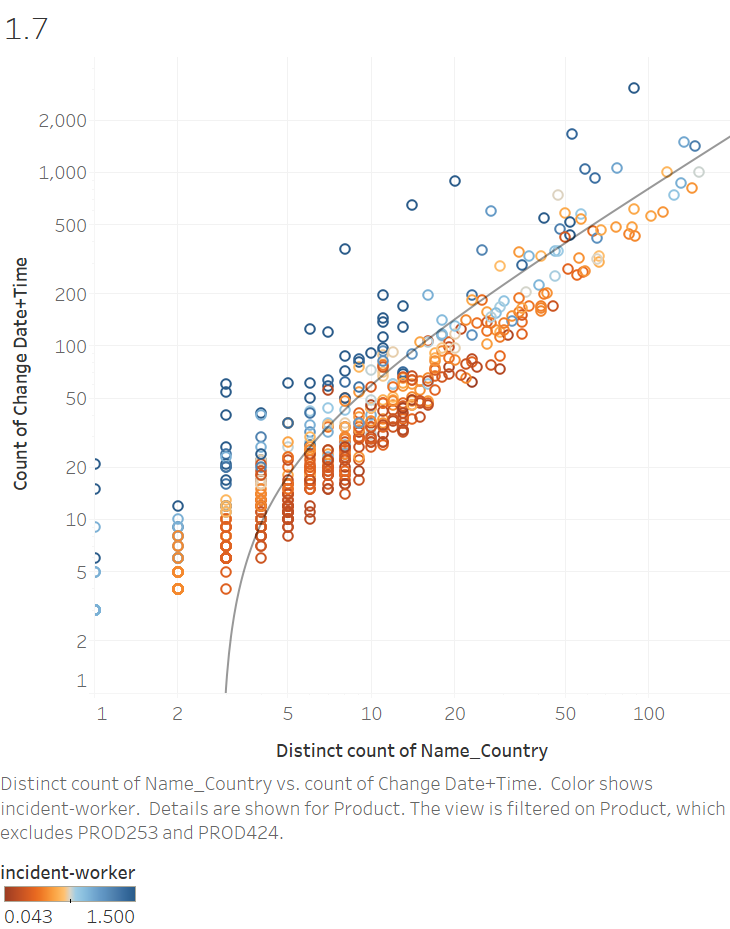 1.7
2,000
1,000
500
200
100
50
20
10
5
2
1
Count of Change Date+Time
1 2 5 10 20 50 100
Distinct count of Name_Country
Distinct count of Name_Country vs. count of Change Date+Time. Color shows
incident-worker. Details are shown for Product. The view is filtered on Product, which
excludes PROD253 and PROD424.
incident-worker
0.043 1.500